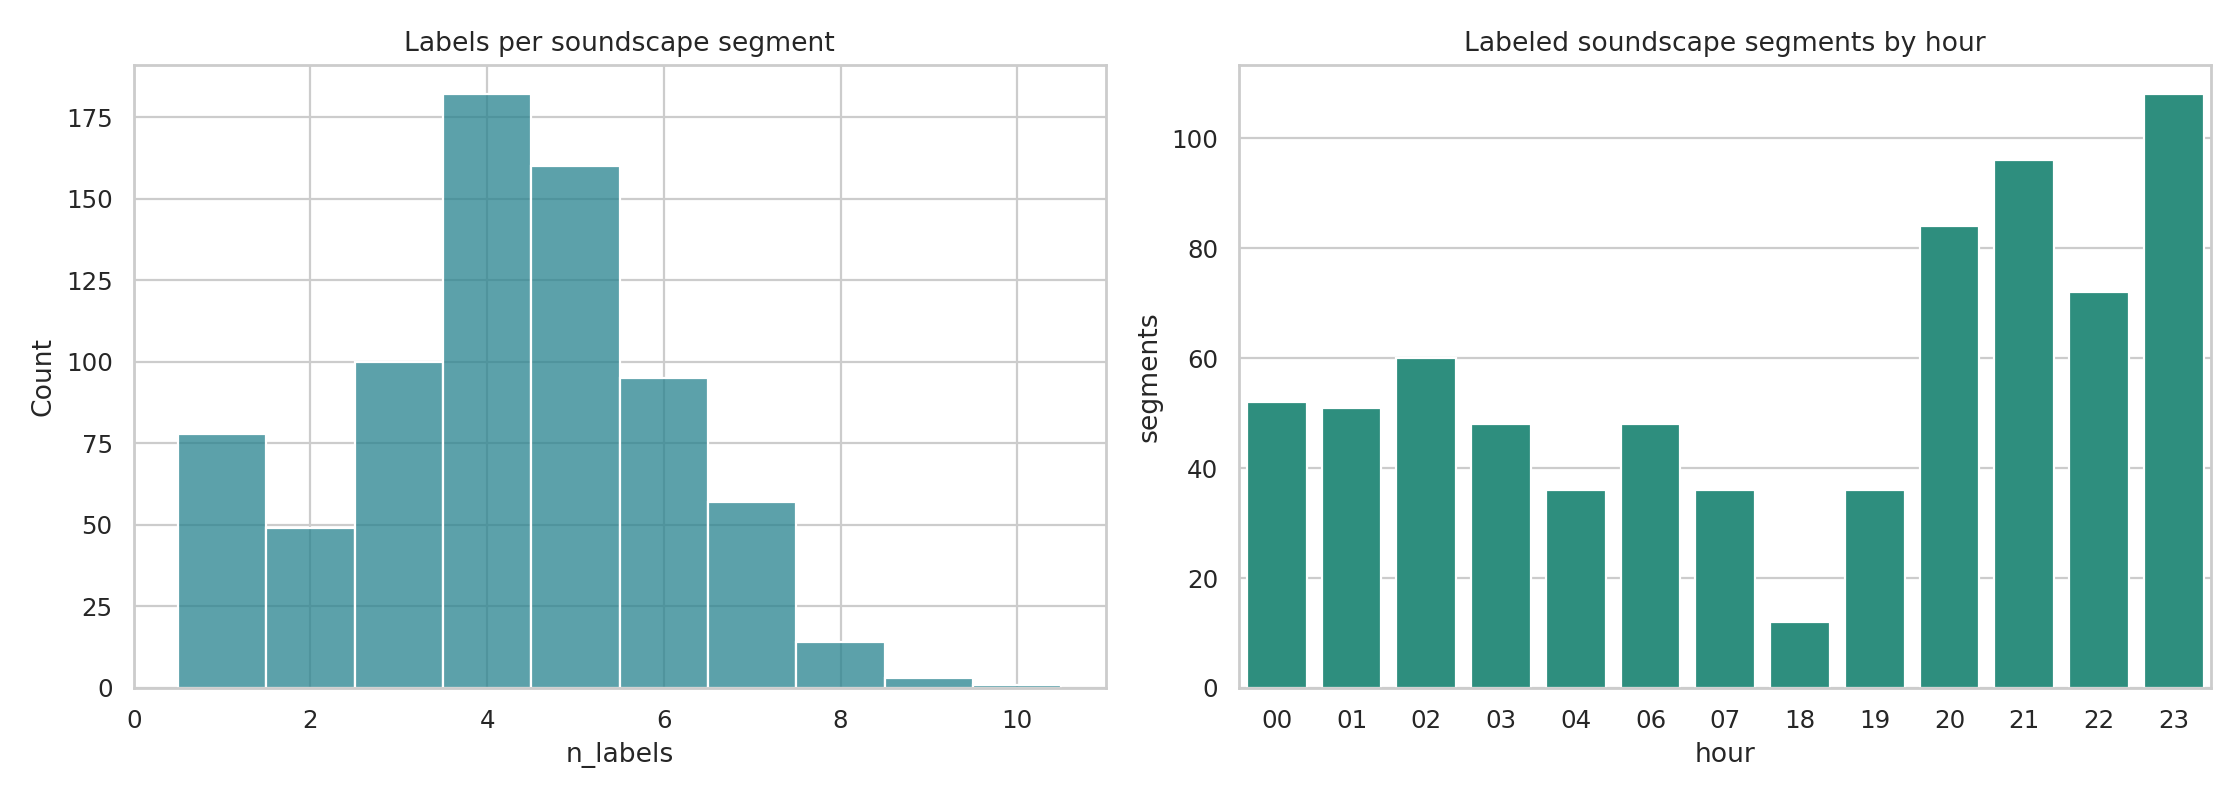 Labels per soundscape segment
175
150
125
100
75
50
25
0
Count
0 2 4 6 8 10
n_labels
Labeled soundscape segments by hour
100
80
60
40
20
0
segments
00 01 02 03 04 06 07 18 19 20 21 22 23
hour